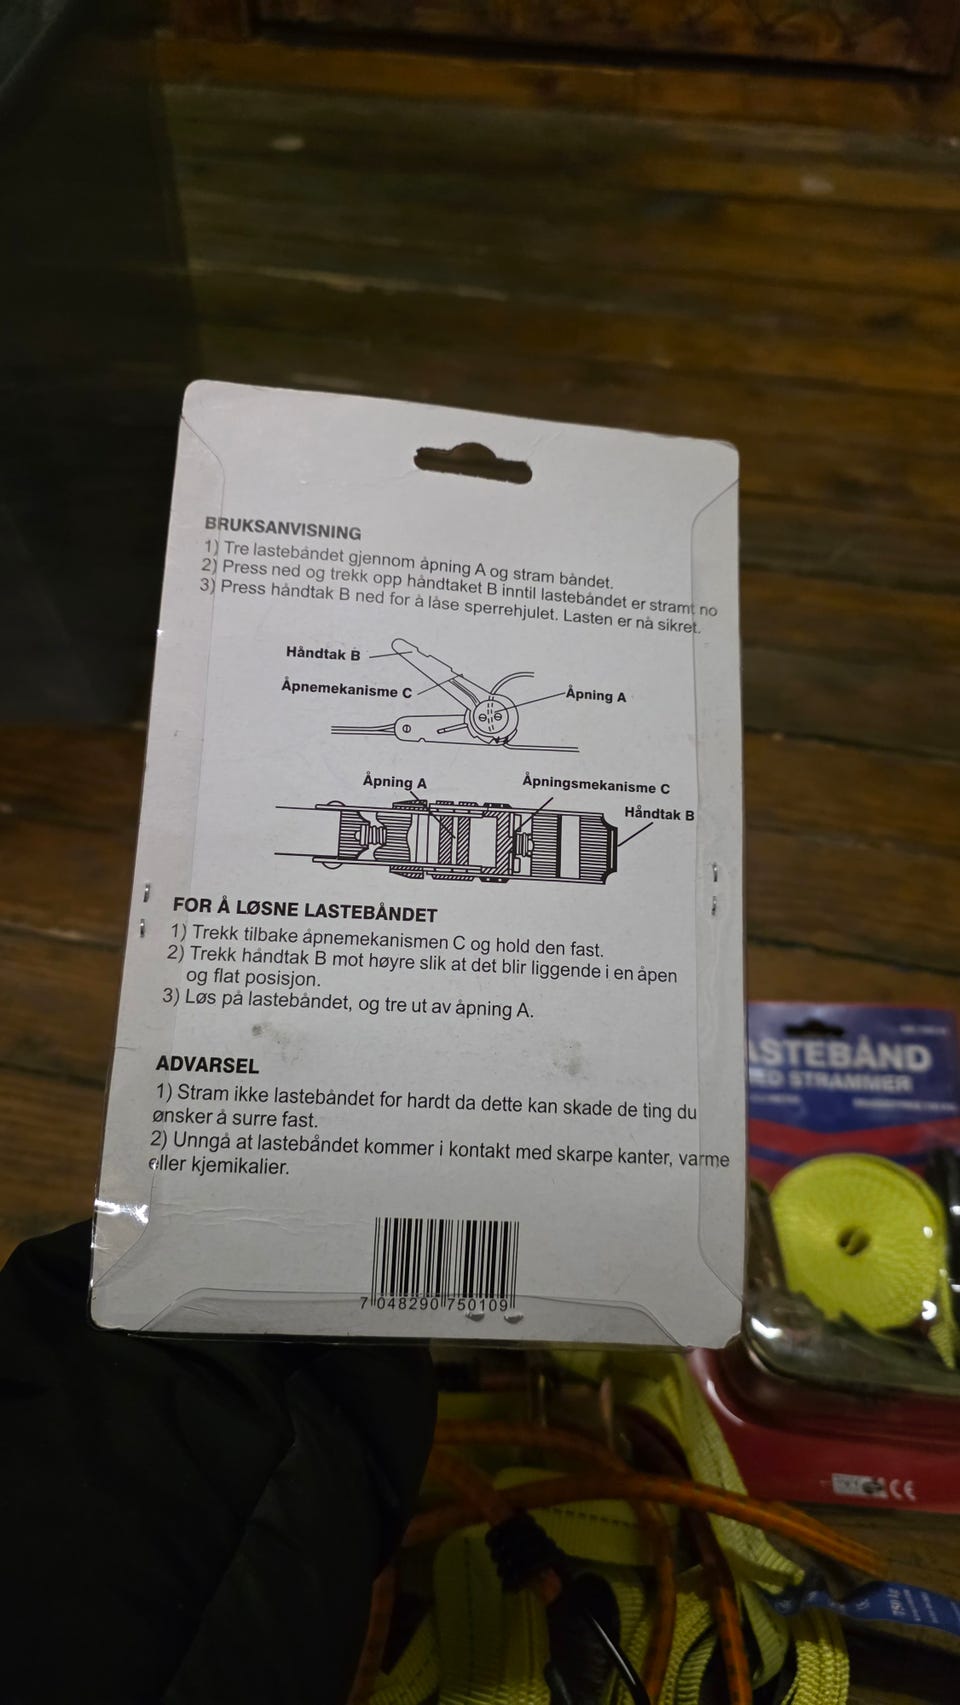 BRUKSANVISNING
1) Tre lastebåndet gjennom åpning A og stram båndet.
2) Press ned og trekk opp håndtaket B inntil lastebåndet er stramt no
3) Press håndtak B ned for å låse sperrehjulet. Lasten er nå sikret.
Håndtak B
Åpnemekanisme C
Åpning A
Åpning A
Åpningsmekanisme C
Håndtak B
FOR Å LØSNE LASTEBÅNDET
1) Trekk tilbake åpnemekanismen C og hold den fast.
2) Trekk håndtak B mot høyre slik at det blir liggende i en åpen
og flat posisjon.
3) Løs på lastebåndet, og tre ut av åpning A.
ADVARSEL
1) Stram ikke lastebåndet for hardt da dette kan skade de ting du
ønsker å surre fast.
2) Unngå at lastebåndet kommer i kontakt med skarpe kanter, varme
eller kjemikalier.
7 048290 750109
ASTEBÅND
ED STRAMMER
CE
750 kg